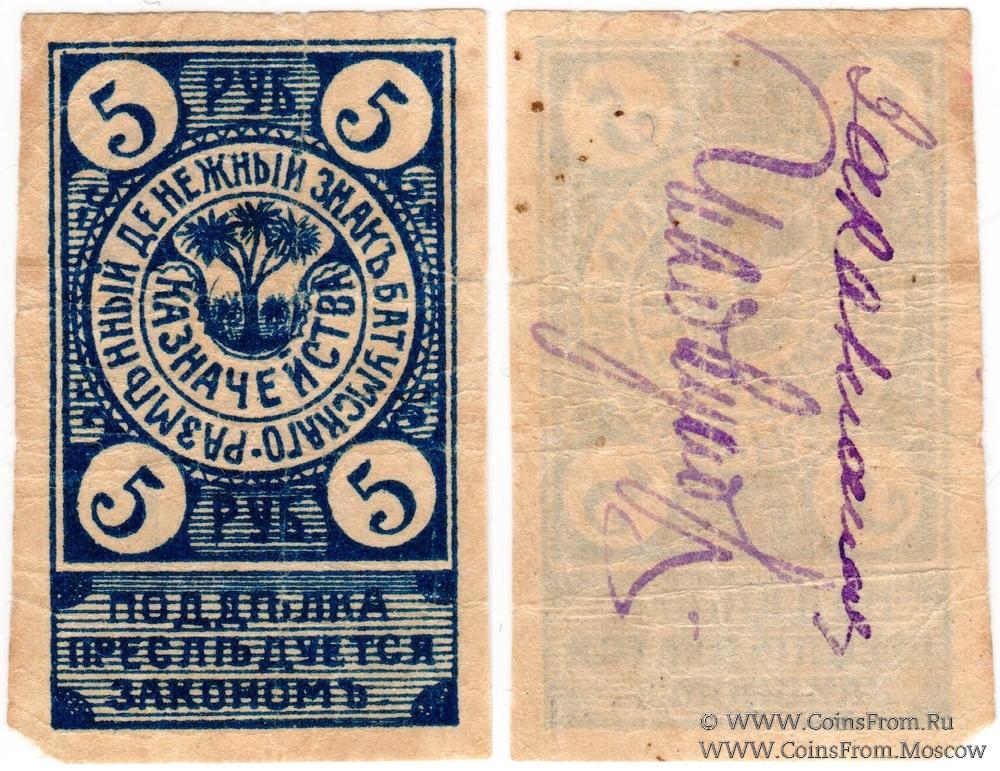 5 РУБ 5
РАЗМѢННЫЙ ДЕНЕЖНЫЙ ЗНАКЪ БАТУМСКАГО
КАЗНАЧЕЙСТВА
5 РУБ 5
ПОДДѢЛКА
ПРЕСЛѢДУЕТСЯ
ЗАКОНОМЪ
© WWW.CoinsFrom.Ru
WWW.CoinsFrom.Moscow